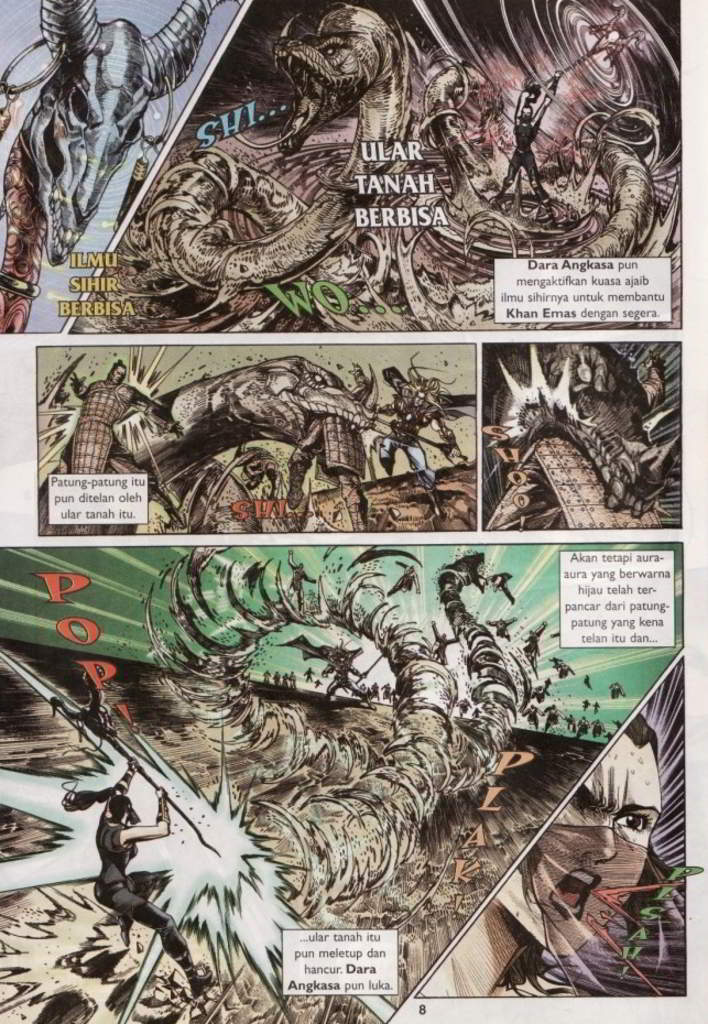 ILMU
SIHIR
BERBISA
SHI...
ULAR
TANAH
BERBISA
WO...
Dara Angkasa pun
mengaktifkan kuasa ajaib
ilmu sihirnya untuk membantu
Khan Emas dengan segera.
Patung-patung itu
pun ditelan oleh
ular tanah itu.
SHI...
Akan tetapi aura-
aura yang berwarna
hijau telah ter-
pancar dari patung-
patung yang kena
telan itu dan...
POP!
PLAK!
...ular tanah itu
pun meletup dan
hancur. Dara
Angkasa pun luka.
8